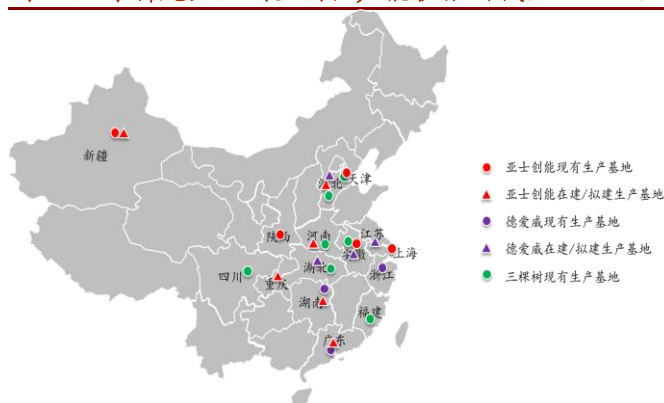 新疆
河北
天津
陕西
河南
江苏
安徽
上海
四川
重庆
湖北
浙江
湖南
福建
广东
亚士创能现有生产基地
亚士创能在建/拟建生产基地
德爱威现有生产基地
德爱威在建/拟建生产基地
三棵树现有生产基地